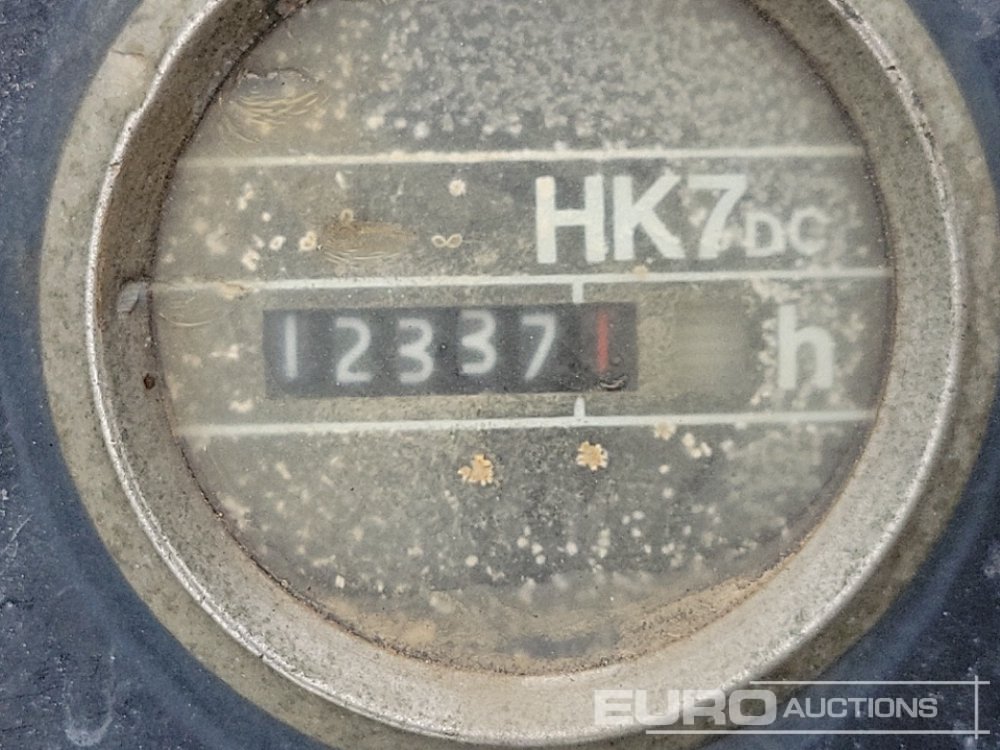 HK7DC
123371 h
EURO AUCTIONS